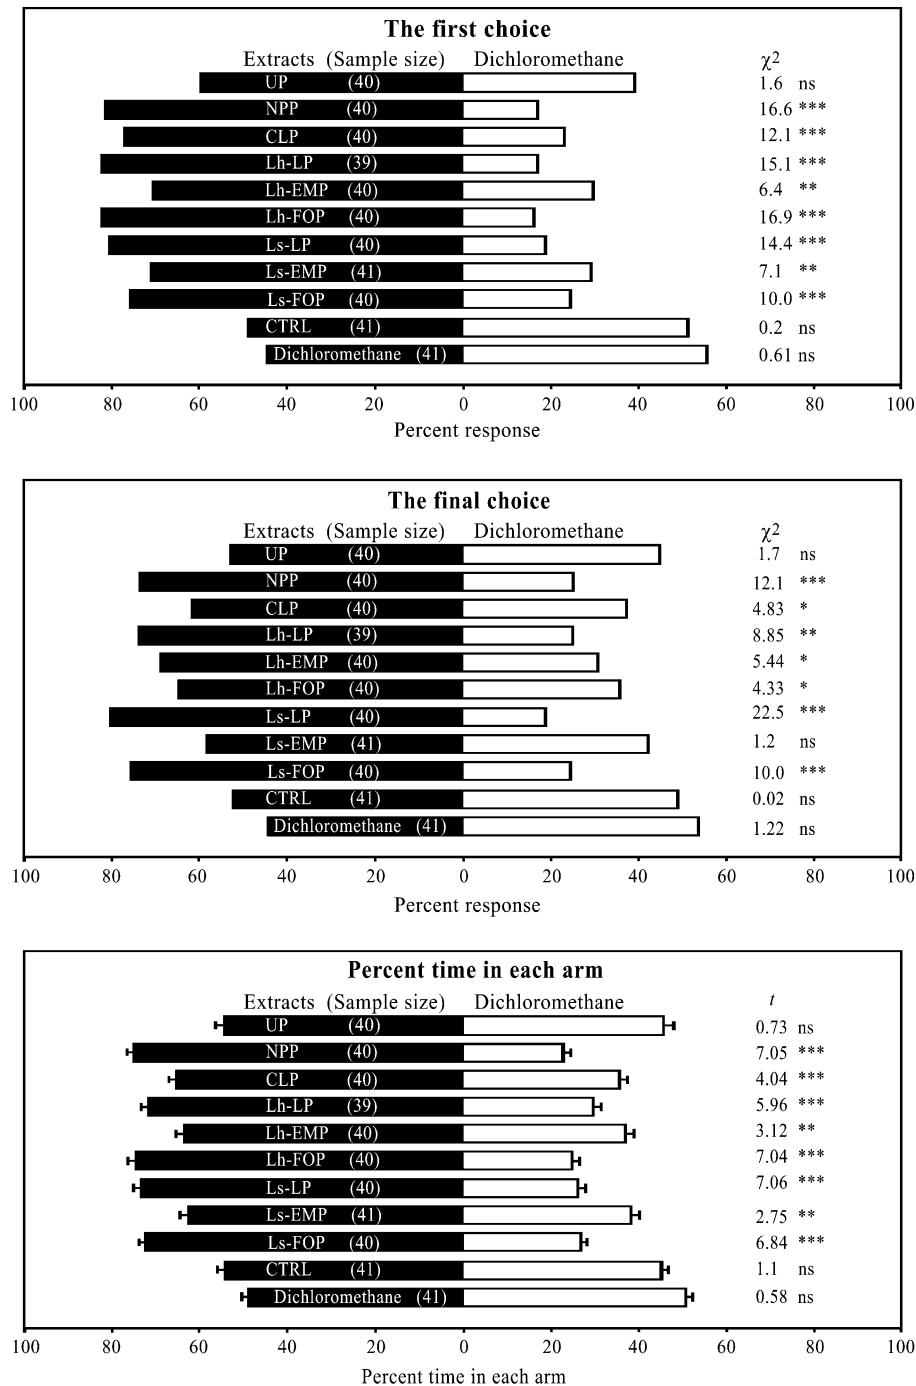 The first choice
Extracts (Sample size) Dichloromethane χ2
UP (40) 1.6 ns
NPP (40) 16.6 ***
CLP (40) 12.1 ***
Lh-LP (39) 15.1 ***
Lh-EMP (40) 6.4 **
Lh-FOP (40) 16.9 ***
Ls-LP (40) 14.4 ***
Ls-EMP (41) 7.1 **
Ls-FOP (40) 10.0 ***
CTRL (41) 0.2 ns
Dichloromethane (41) 0.61 ns
100 80 60 40 20 0 20 40 60 80 100
Percent response
The final choice
Extracts (Sample size) Dichloromethane χ2
UP (40) 1.7 ns
NPP (40) 12.1 ***
CLP (40) 4.83 *
Lh-LP (39) 8.85 **
Lh-EMP (40) 5.44 *
Lh-FOP (40) 4.33 *
Ls-LP (40) 22.5 ***
Ls-EMP (41) 1.2 ns
Ls-FOP (40) 10.0 ***
CTRL (41) 0.02 ns
Dichloromethane (41) 1.22 ns
100 80 60 40 20 0 20 40 60 80 100
Percent response
Percent time in each arm
Extracts (Sample size) Dichloromethane t
UP (40) 0.73 ns
NPP (40) 7.05 ***
CLP (40) 4.04 ***
Lh-LP (39) 5.96 ***
Lh-EMP (40) 3.12 **
Lh-FOP (40) 7.04 ***
Ls-LP (40) 7.06 ***
Ls-EMP (41) 2.75 **
Ls-FOP (40) 6.84 ***
CTRL (41) 1.1 ns
Dichloromethane (41) 0.58 ns
100 80 60 40 20 0 20 40 60 80 100
Percent time in each arm